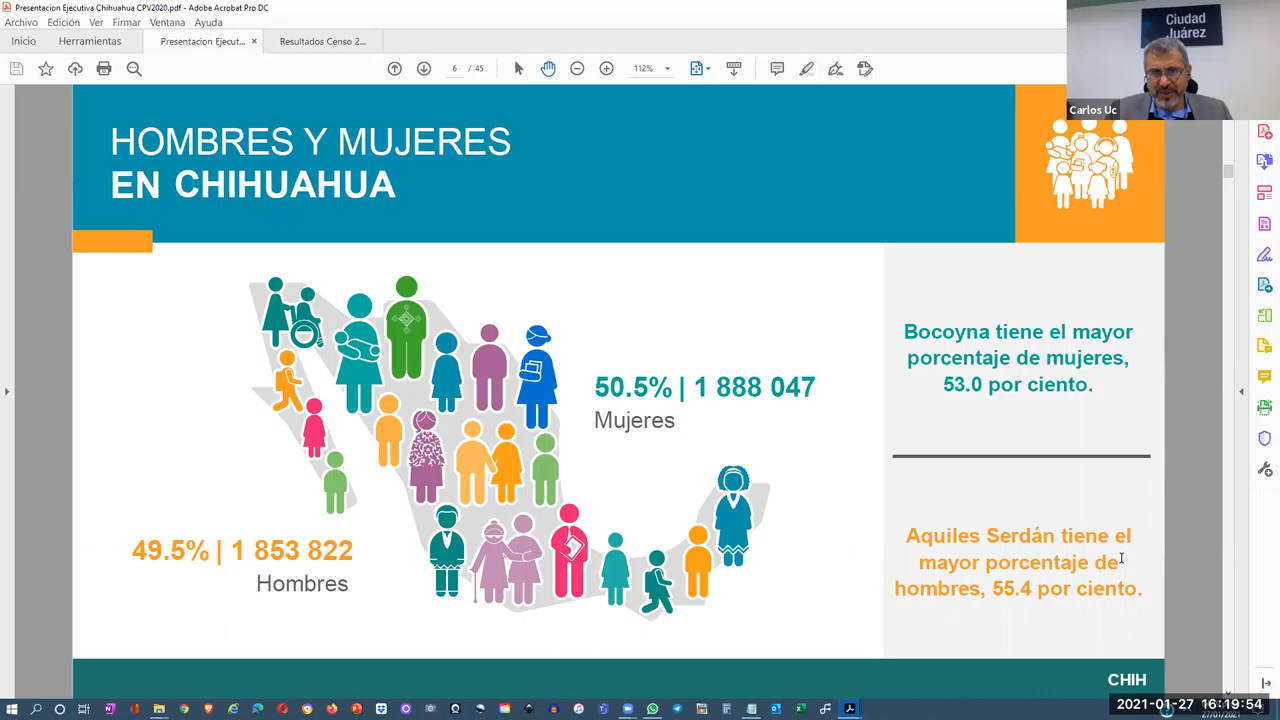 Presentacion Ejecutiva Chihuahua CPV2020.pdf - Adobe Acrobat Pro DC
Archivo Edición Ver Firmar Ventana Ayuda
Inicio Herramientas Presentacion Ejecut... × Resultados Censo 2...
6 / 45 112%
Ciudad
Juárez
Carlos Uc
HOMBRES Y MUJERES
EN CHIHUAHUA
50.5% | 1 888 047
Mujeres
49.5% | 1 853 822
Hombres
Bocoyna tiene el mayor
porcentaje de mujeres,
53.0 por ciento.
Aquiles Serdán tiene el
mayor porcentaje de
hombres, 55.4 por ciento.
CHIH
2021-01-27 16:19:54
27/01/2021